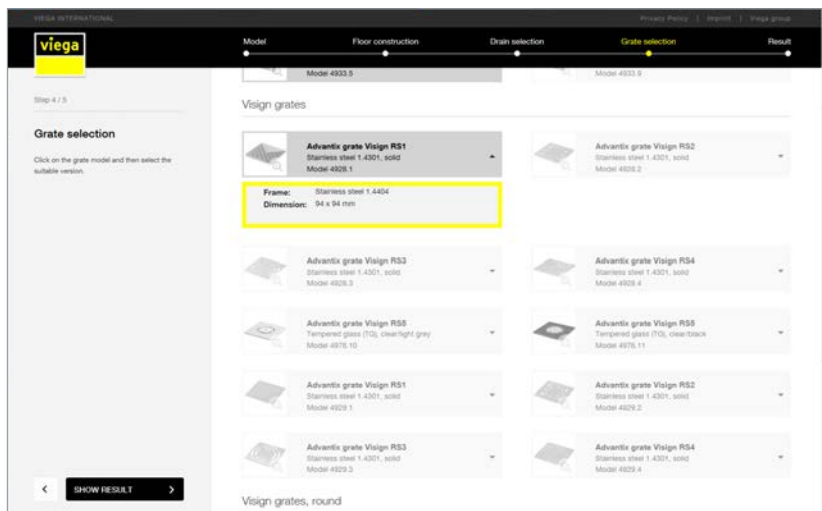 VIEGA INTERNATIONAL
Privacy Policy | Imprint | Viega group
viega
Model
Floor construction
Drain selection
Grate selection
Result
Step 4 / 5
Grate selection
Click on the grate model and then select the
suitable version.
SHOW RESULT
Model 4933.5
Model 4933.9
Visign grates
Advantix grate Visign RS1
Stainless steel 1.4301, solid
Model 4928.1
Advantix grate Visign RS2
Stainless steel 1.4301, solid
Model 4928.2
Frame: Stainless steel 1.4404
Dimension: 94 x 94 mm
Advantix grate Visign RS3
Stainless steel 1.4301, solid
Model 4928.3
Advantix grate Visign RS4
Stainless steel 1.4301, solid
Model 4928.4
Advantix grate Visign RS5
Tempered glass (TG), clear/light grey
Model 4976.10
Advantix grate Visign RS5
Tempered glass (TG), clear/black
Model 4976.11
Advantix grate Visign RS1
Stainless steel 1.4301, solid
Model 4929.1
Advantix grate Visign RS2
Stainless steel 1.4301, solid
Model 4929.2
Advantix grate Visign RS3
Stainless steel 1.4301, solid
Model 4929.3
Advantix grate Visign RS4
Stainless steel 1.4301, solid
Model 4929.4
Visign grates, round